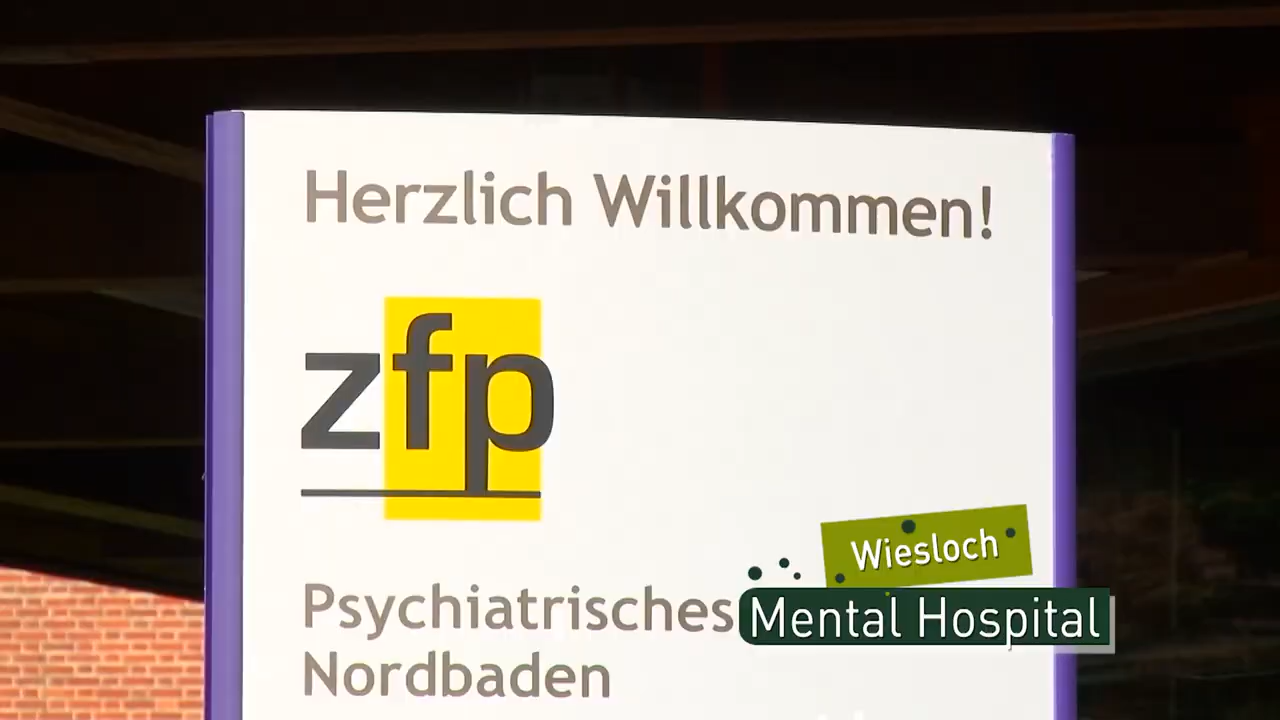 Herzlich Willkommen!
zfp
Psychiatrisches
Nordbaden
Wiesloch
Mental Hospital